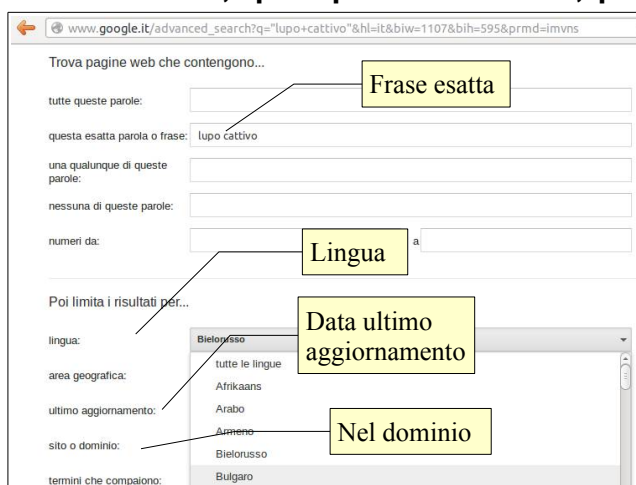 www.google.it/advanced_search?q="lupo+cattivo"&hl=it&biw=1107&bih=595&prmd=imvns
Trova pagine web che contengono...
Frase esatta
tutte queste parole:
questa esatta parola o frase: lupo cattivo
una qualunque di queste
parole:
nessuna di queste parole:
numeri da: a
Lingua
Poi limita i risultati per...
Data ultimo
aggiornamento
lingua: Bielorusso
tutte le lingue
area geografica:
Afrikaans
ultimo aggiornamento: Arabo
Armeno
Nel dominio
sito o dominio:
Bielorusso
termini che compaiono: Bulgaro